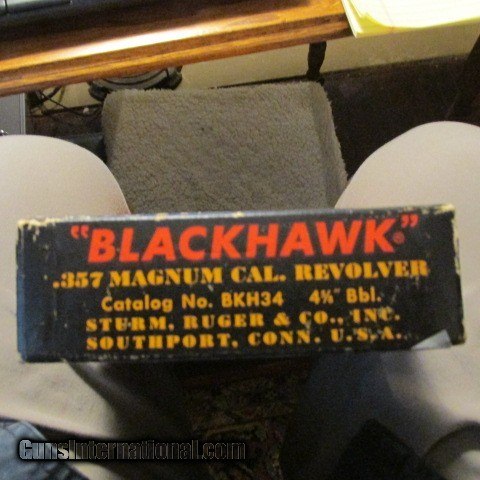 "BLACKHAWK"®
.357 MAGNUM CAL. REVOLVER
Catalog No. BKH34 4⅝" Bbl.
STURM, RUGER & CO., INC.
SOUTHPORT, CONN. U.S.A.
GunsInternational.com